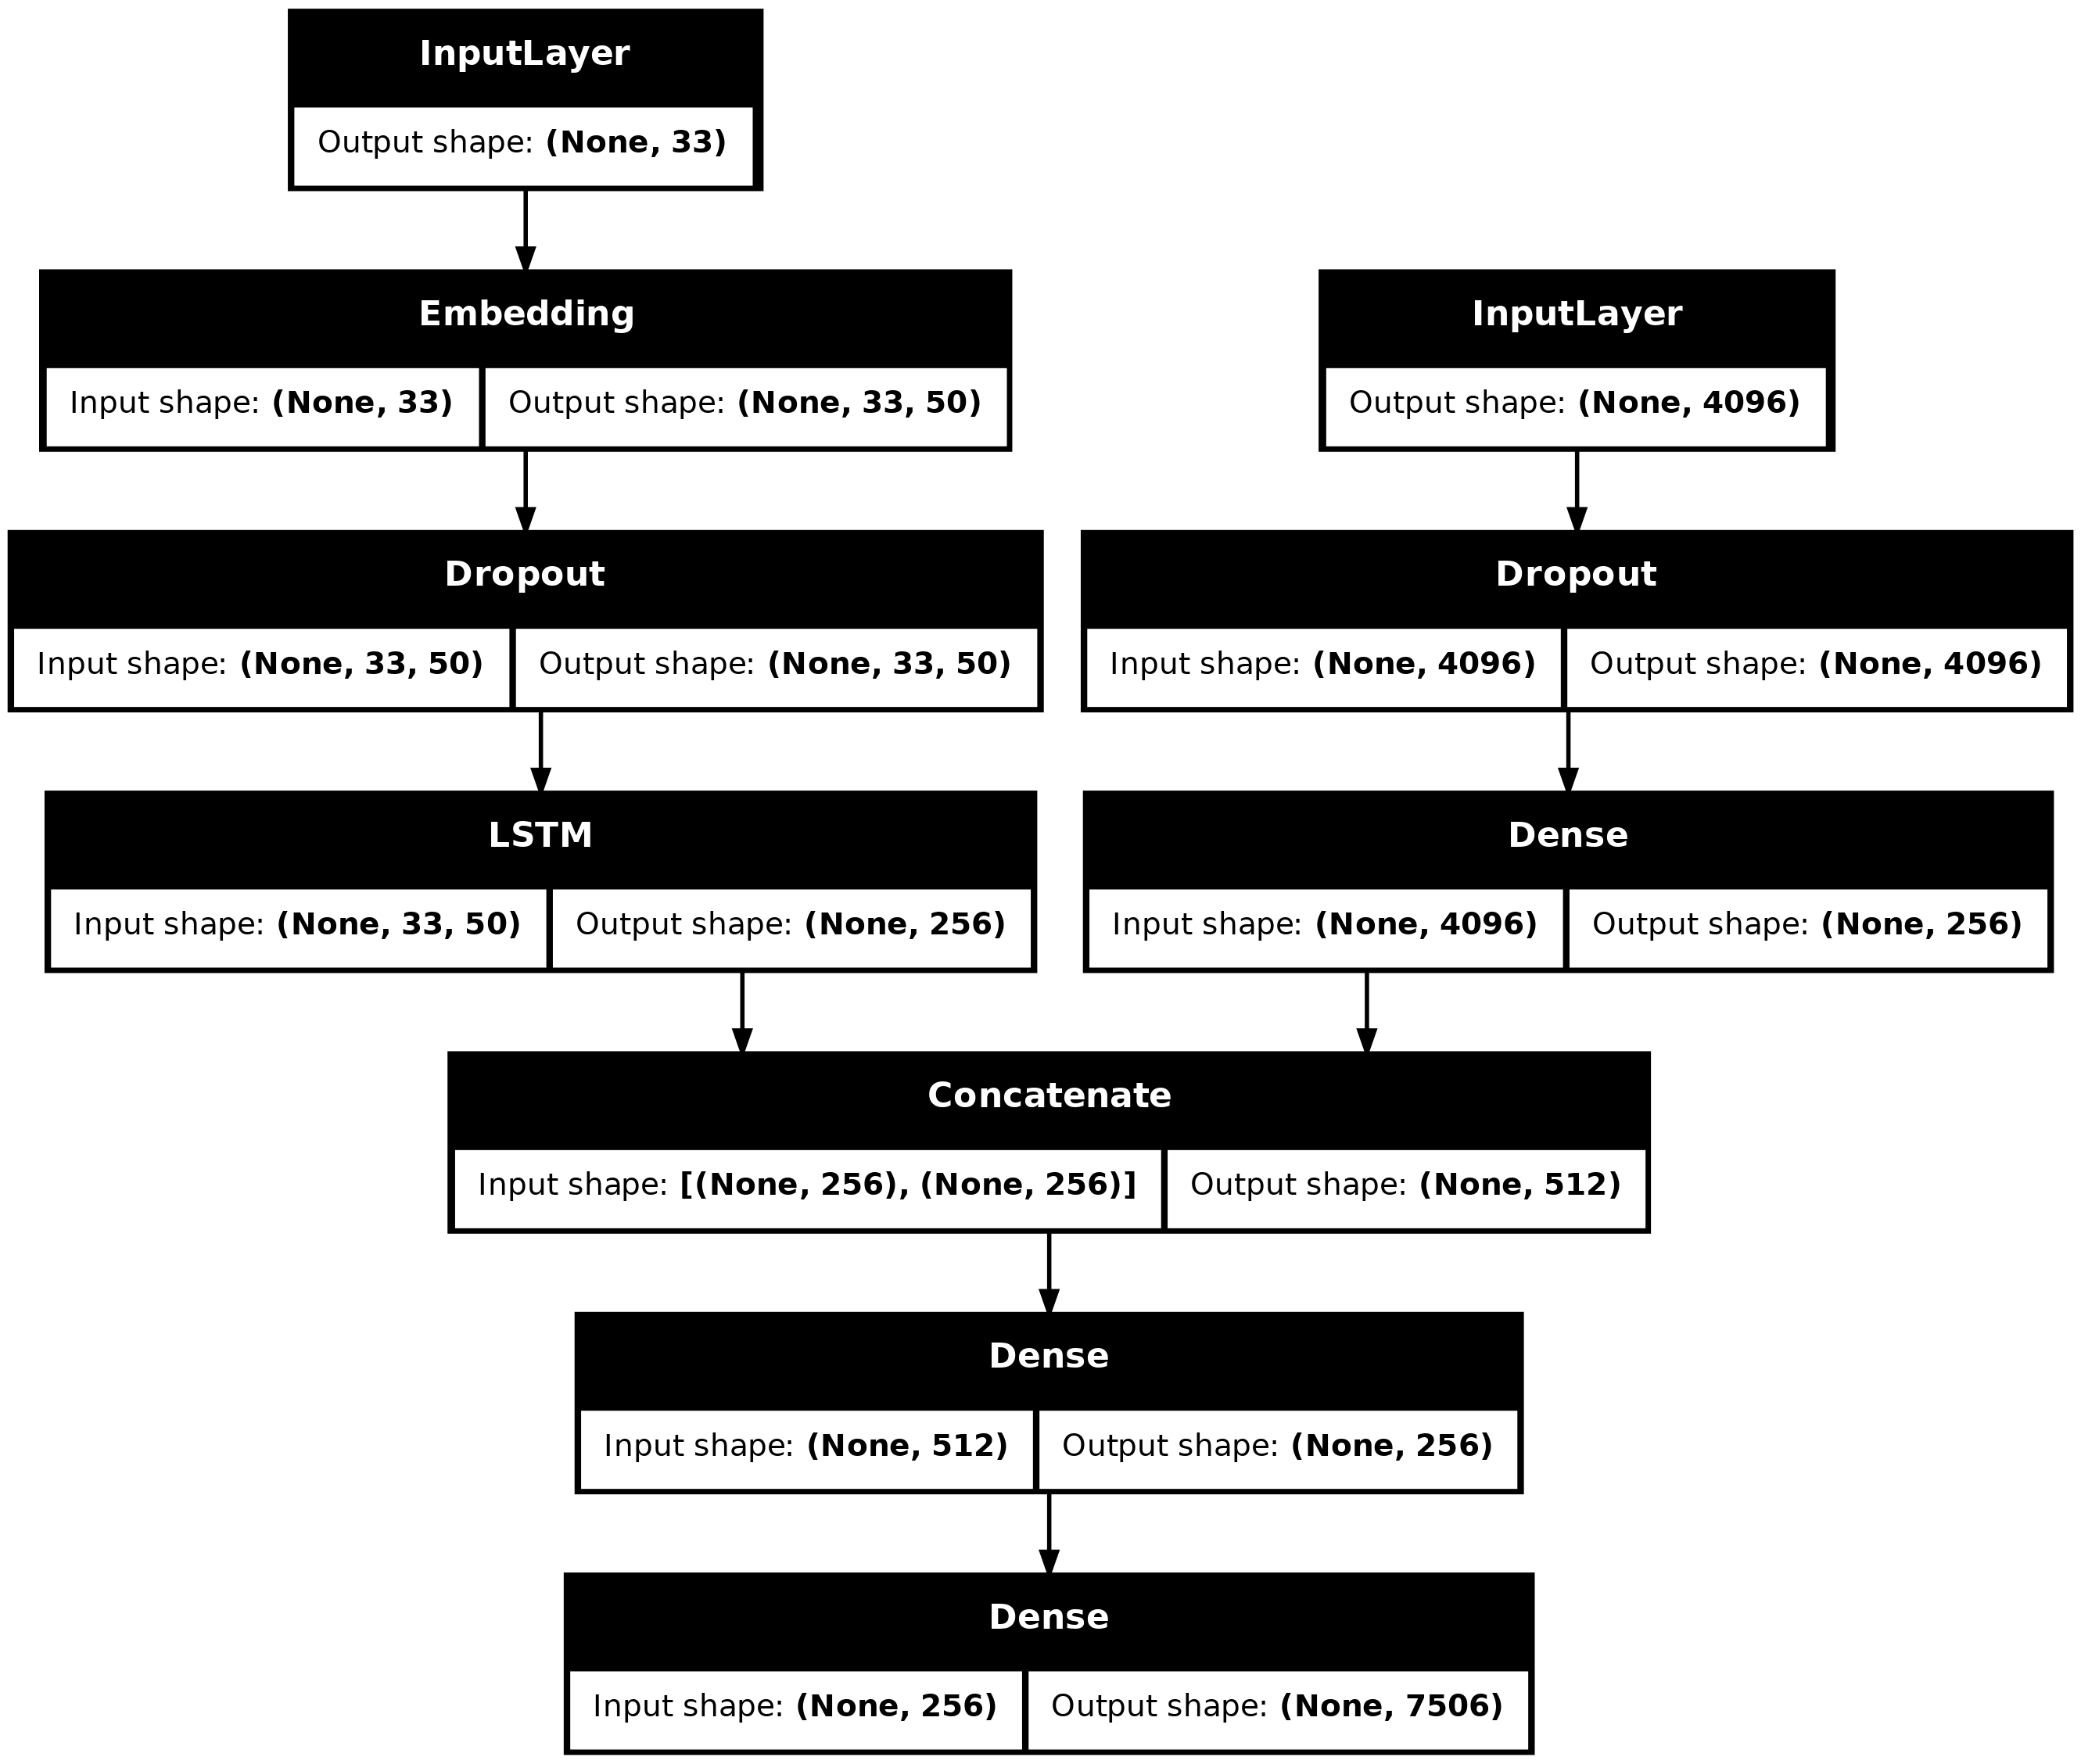 InputLayer
Output shape: (None, 33)
Embedding
Input shape: (None, 33) Output shape: (None, 33, 50)
InputLayer
Output shape: (None, 4096)
Dropout
Input shape: (None, 33, 50) Output shape: (None, 33, 50)
Dropout
Input shape: (None, 4096) Output shape: (None, 4096)
LSTM
Input shape: (None, 33, 50) Output shape: (None, 256)
Dense
Input shape: (None, 4096) Output shape: (None, 256)
Concatenate
Input shape: [(None, 256), (None, 256)] Output shape: (None, 512)
Dense
Input shape: (None, 512) Output shape: (None, 256)
Dense
Input shape: (None, 256) Output shape: (None, 7506)